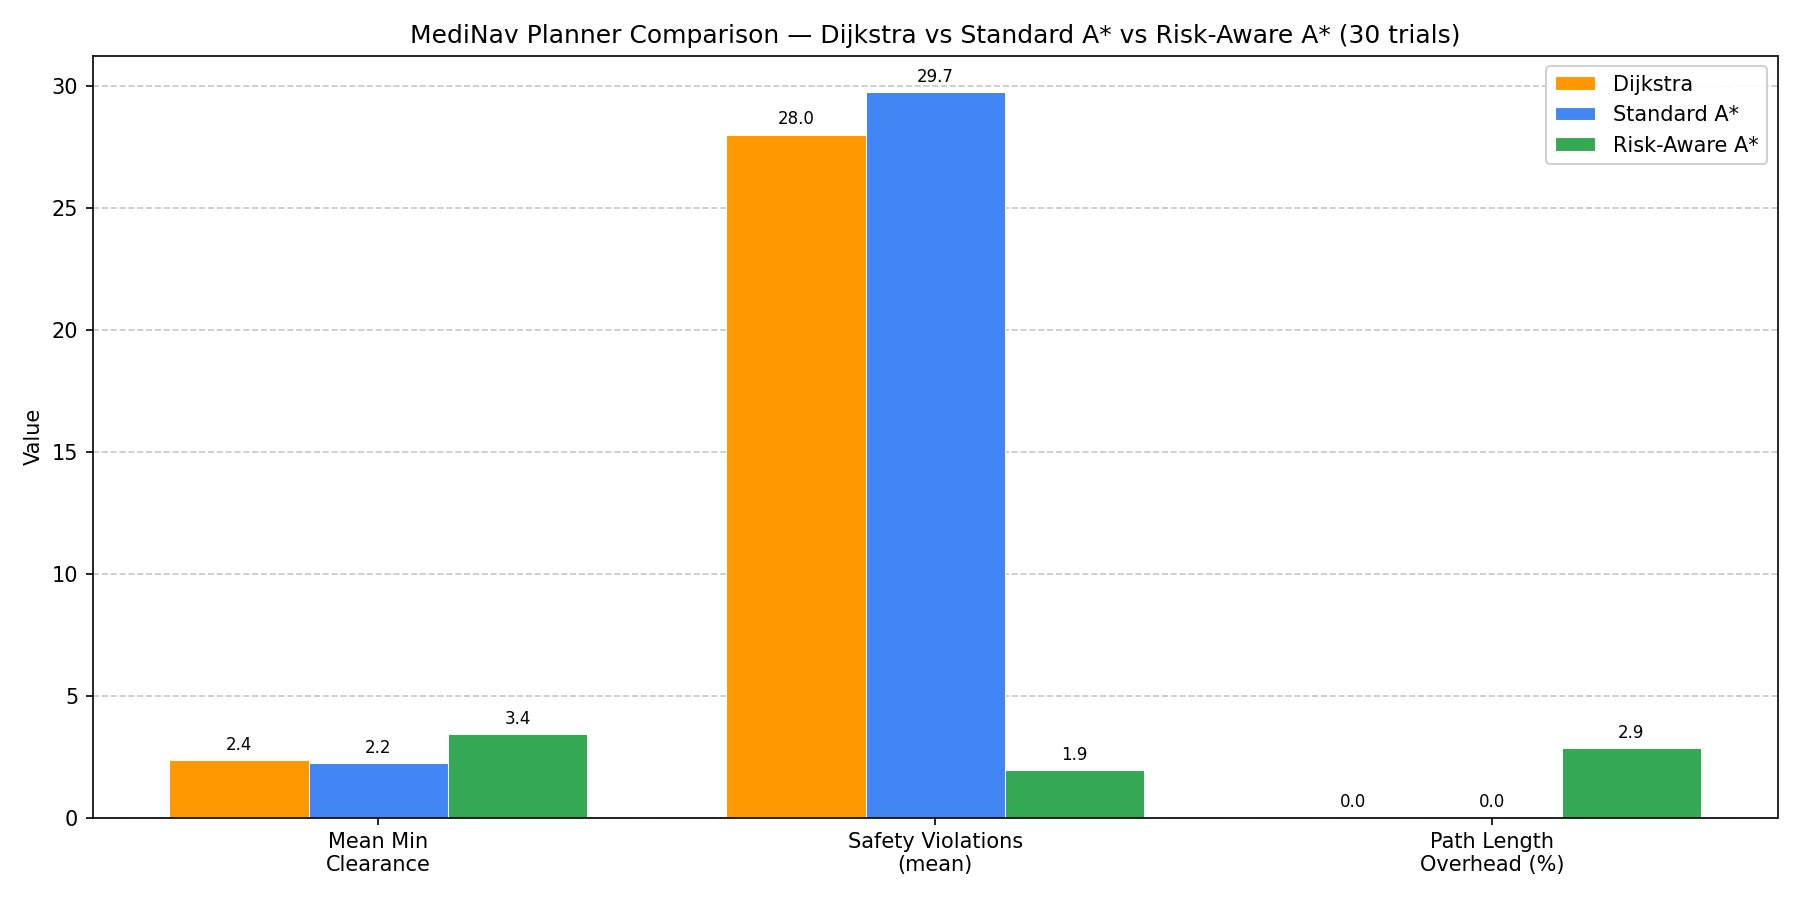 MediNav Planner Comparison — Dijkstra vs Standard A* vs Risk-Aware A* (30 trials)
Dijkstra
Standard A*
Risk-Aware A*
Value
30
25
20
15
10
5
0
2.4
2.2
3.4
28.0
29.7
1.9
0.0
0.0
2.9
Mean Min
Clearance
Safety Violations
(mean)
Path Length
Overhead (%)